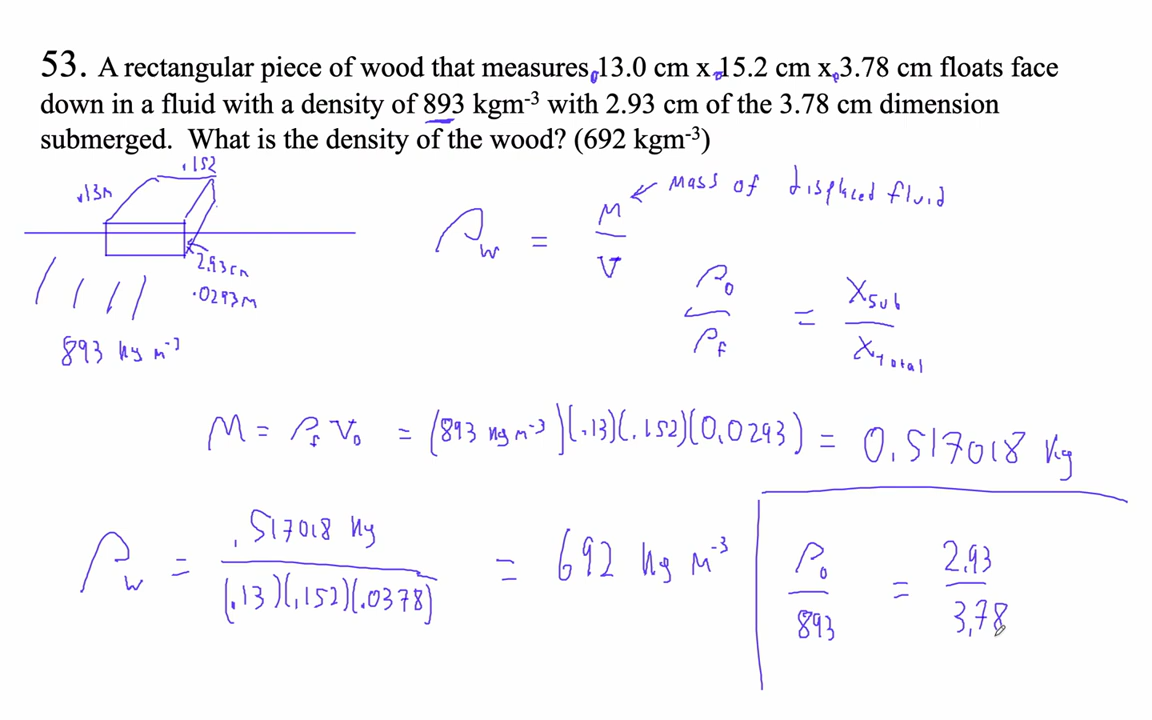 53. A rectangular piece of wood that measures 13.0 cm x 15.2 cm x 3.78 cm floats face
down in a fluid with a density of 893 kgm-3 with 2.93 cm of the 3.78 cm dimension
submerged. What is the density of the wood? (692 kgm-3)
.152
.13m
2.93cm
.0293m
893 kg m-3
ρw = M/V
Mass of displaced fluid
ρo/ρf = Xsub/XTotal
M = ρf Vo = (893 kg m-3)(.13)(.152)(0.0293) = 0.517018 kg
ρw = .517018 kg/(.13)(.152)(.0378) = 692 kg m-3
ρo/893 = 2.93/3.78